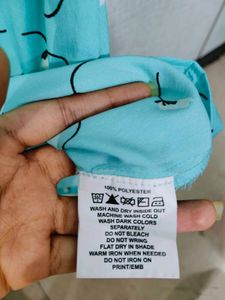 100% POLYESTER
WASH AND DRY INSIDE OUT
MACHINE WASH COLD
WASH DARK COLORS
SEPARATELY
DO NOT BLEACH
DO NOT WRING
FLAT DRY IN SHADE
WARM IRON WHEN NEEDED
DO NOT IRON ON
PRINT/EMB